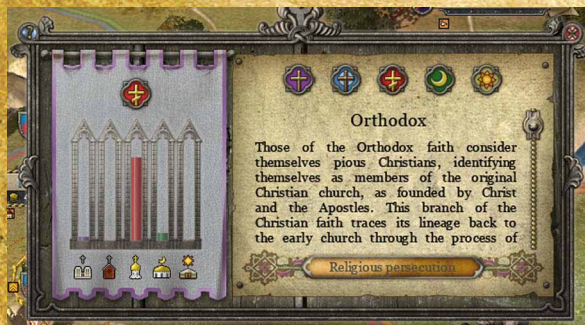 Orthodox
Those of the Orthodox faith consider
themselves pious Christians, identifying
themselves as members of the original
Christian church, as founded by Christ
and the Apostles. This branch of the
Christian faith traces its lineage back to
the early church through the process of
Religious persecution